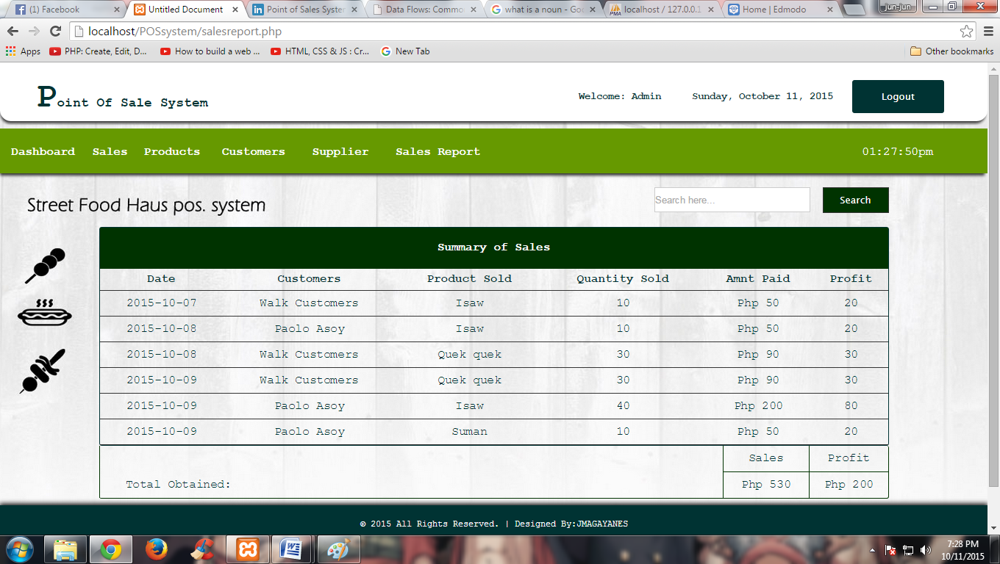 (1) Facebook Untitled Document Point of Sales System Data Flows: Commo what is a noun - Goo localhost / 127.0.0.1 Home | Edmodo jun-jun
localhost/POSsystem/salesreport.php
Apps PHP: Create, Edit, D... How to build a web ... HTML, CSS & JS : Cr... New Tab Other bookmarks
Point Of Sale System Welcome: Admin Sunday, October 11, 2015 Logout
Dashboard Sales Products Customers Supplier Sales Report 01:27:50pm
Street Food Haus pos. system Search here... Search
Summary of Sales
Date Customers Product Sold Quantity Sold Amnt Paid Profit
2015-10-07 Walk Customers Isaw 10 Php 50 20
2015-10-08 Paolo Asoy Isaw 10 Php 50 20
2015-10-08 Walk Customers Quek quek 30 Php 90 30
2015-10-09 Walk Customers Quek quek 30 Php 90 30
2015-10-09 Paolo Asoy Isaw 40 Php 200 80
2015-10-09 Paolo Asoy Suman 10 Php 50 20
Sales Profit
Total Obtained: Php 530 Php 200
© 2015 All Rights Reserved. | Designed By:JMAGAYANES
7:28 PM
10/11/2015